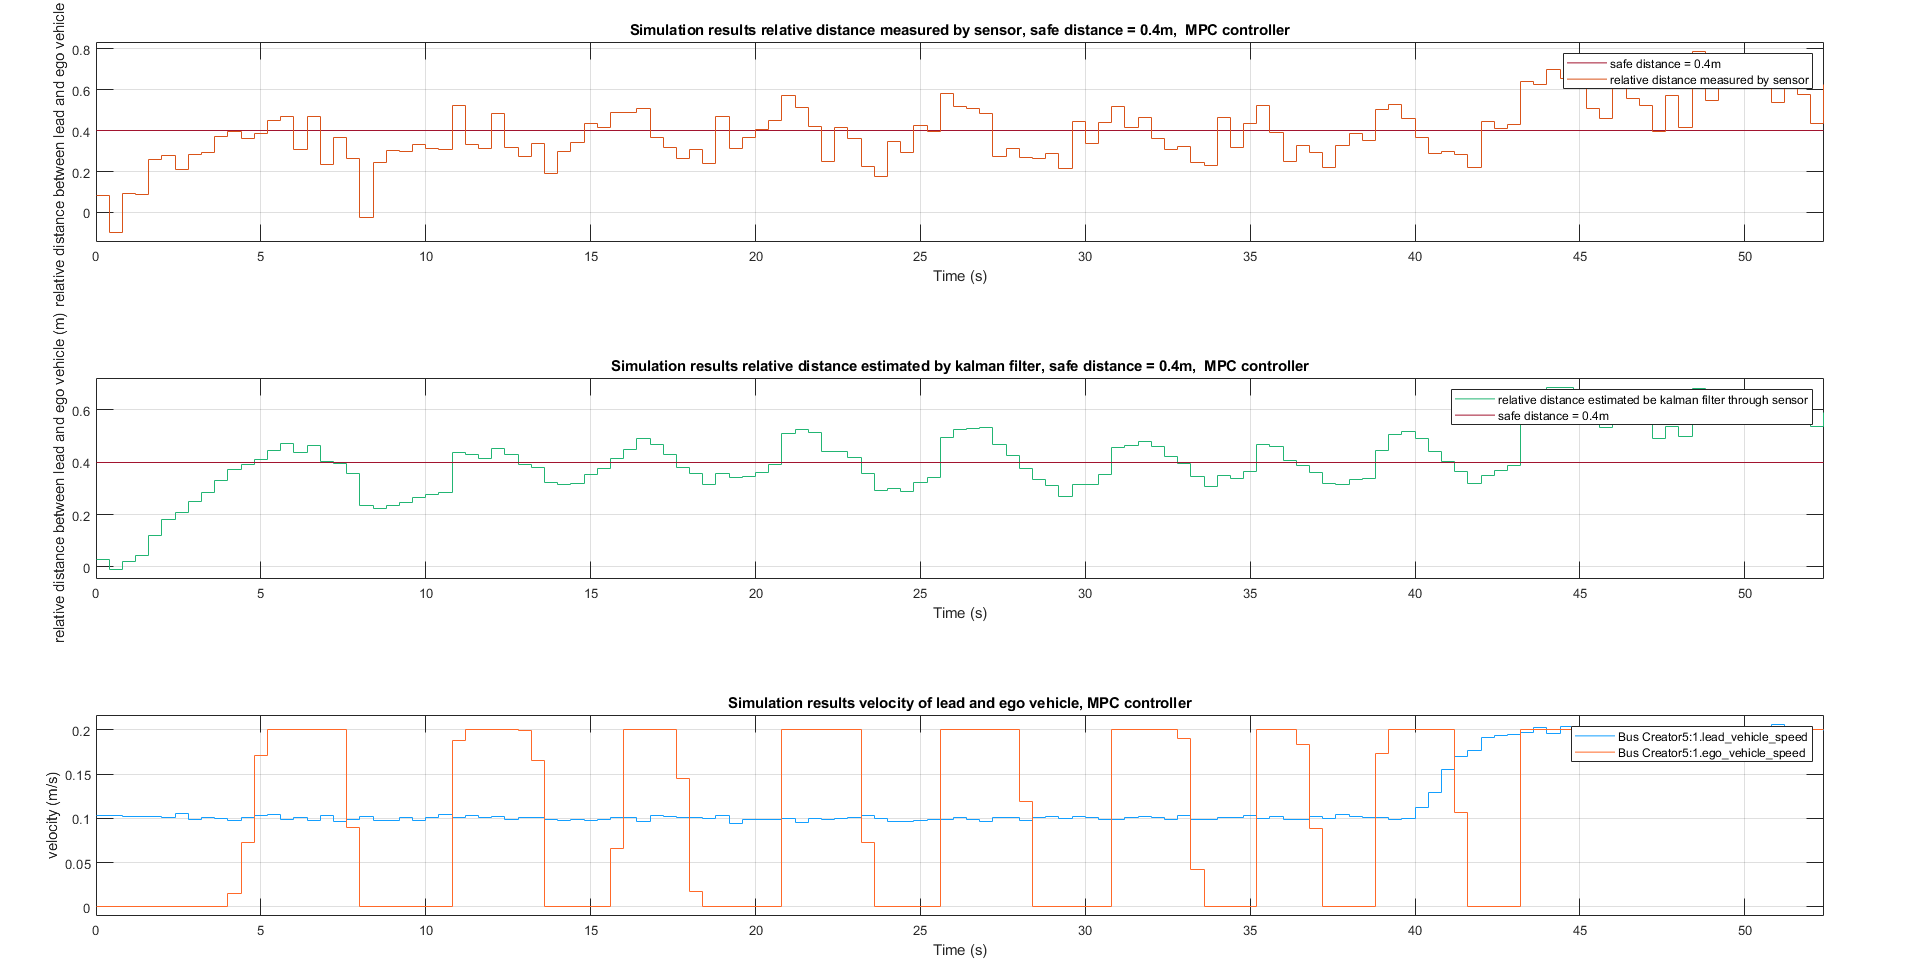 Simulation results relative distance measured by sensor, safe distance = 0.4m,  MPC controller
relative distance between lead and ego vehicle
0.8
0.6
0.4
0.2
0
safe distance = 0.4m
relative distance measured by sensor
0 5 10 15 20 25 30 35 40 45 50
Time (s)
Simulation results relative distance estimated by kalman filter, safe distance = 0.4m,  MPC controller
relative distance between lead and ego vehicle (m)
0.6
0.4
0.2
0
relative distance estimated be kalman filter through sensor
safe distance = 0.4m
0 5 10 15 20 25 30 35 40 45 50
Time (s)
Simulation results velocity of lead and ego vehicle, MPC controller
velocity (m/s)
0.2
0.15
0.1
0.05
0
Bus Creator5:1.lead_vehicle_speed
Bus Creator5:1.ego_vehicle_speed
0 5 10 15 20 25 30 35 40 45 50
Time (s)